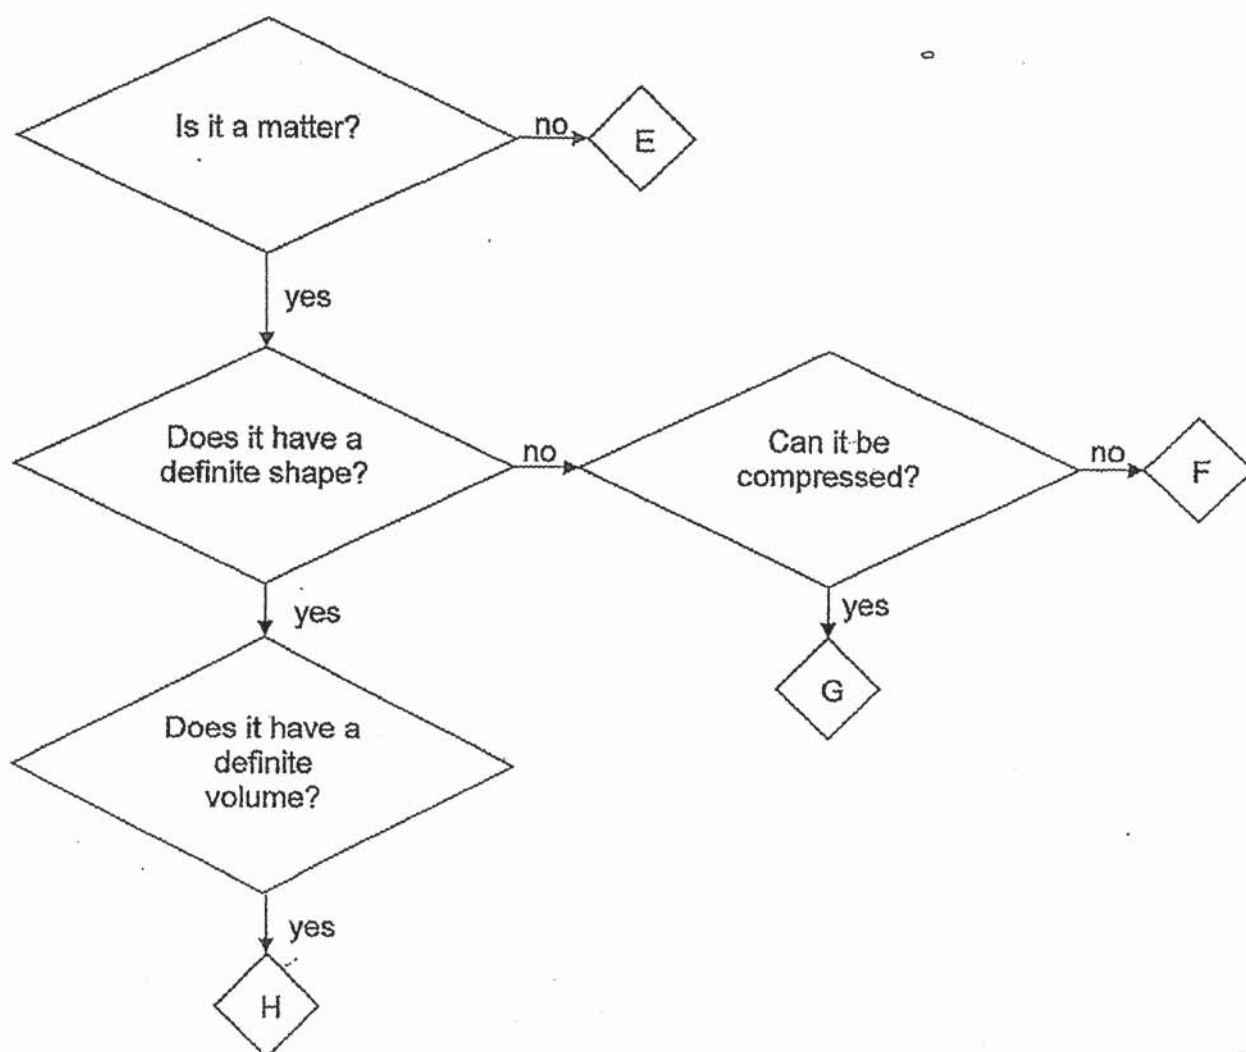 Is it a matter?
no
E
yes
Does it have a
definite shape?
no
Can it be
compressed?
no
F
yes
yes
G
Does it have a
definite
volume?
yes
H